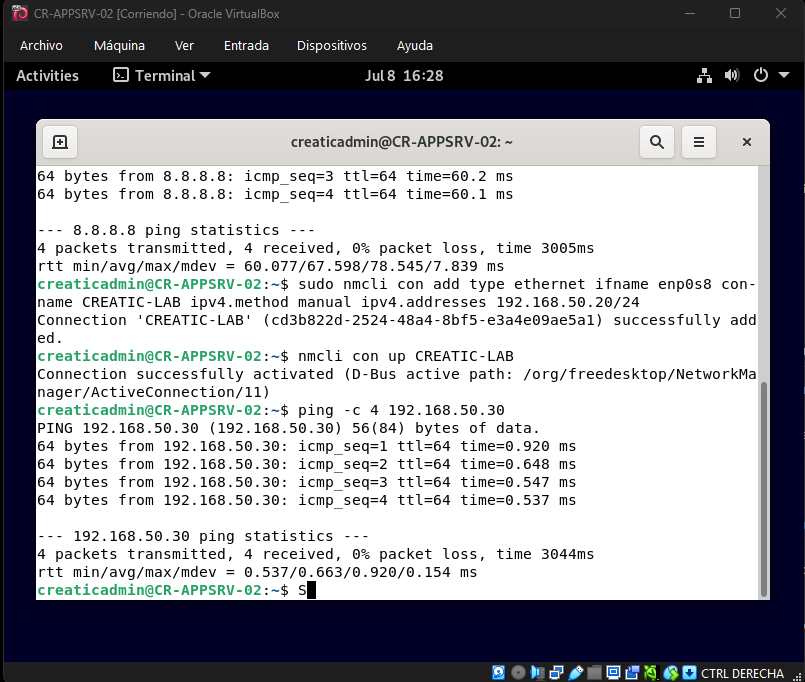 CR-APPSRV-02 [Corriendo] - Oracle VirtualBox
Archivo Máquina Ver Entrada Dispositivos Ayuda
Activities Terminal Jul 8 16:28
creaticadmin@CR-APPSRV-02: ~
64 bytes from 8.8.8.8: icmp_seq=3 ttl=64 time=60.2 ms
64 bytes from 8.8.8.8: icmp_seq=4 ttl=64 time=60.1 ms
--- 8.8.8.8 ping statistics ---
4 packets transmitted, 4 received, 0% packet loss, time 3005ms
rtt min/avg/max/mdev = 60.077/67.598/78.545/7.839 ms
creaticadmin@CR-APPSRV-02:~$ sudo nmcli con add type ethernet ifname enp0s8 con-
name CREATIC-LAB ipv4.method manual ipv4.addresses 192.168.50.20/24
Connection 'CREATIC-LAB' (cd3b822d-2524-48a4-8bf5-e3a4e09ae5a1) successfully add
ed.
creaticadmin@CR-APPSRV-02:~$ nmcli con up CREATIC-LAB
Connection successfully activated (D-Bus active path: /org/freedesktop/NetworkMa
nager/ActiveConnection/11)
creaticadmin@CR-APPSRV-02:~$ ping -c 4 192.168.50.30
PING 192.168.50.30 (192.168.50.30) 56(84) bytes of data.
64 bytes from 192.168.50.30: icmp_seq=1 ttl=64 time=0.920 ms
64 bytes from 192.168.50.30: icmp_seq=2 ttl=64 time=0.648 ms
64 bytes from 192.168.50.30: icmp_seq=3 ttl=64 time=0.547 ms
64 bytes from 192.168.50.30: icmp_seq=4 ttl=64 time=0.537 ms
--- 192.168.50.30 ping statistics ---
4 packets transmitted, 4 received, 0% packet loss, time 3044ms
rtt min/avg/max/mdev = 0.537/0.663/0.920/0.154 ms
creaticadmin@CR-APPSRV-02:~$ S
CTRL DERECHA